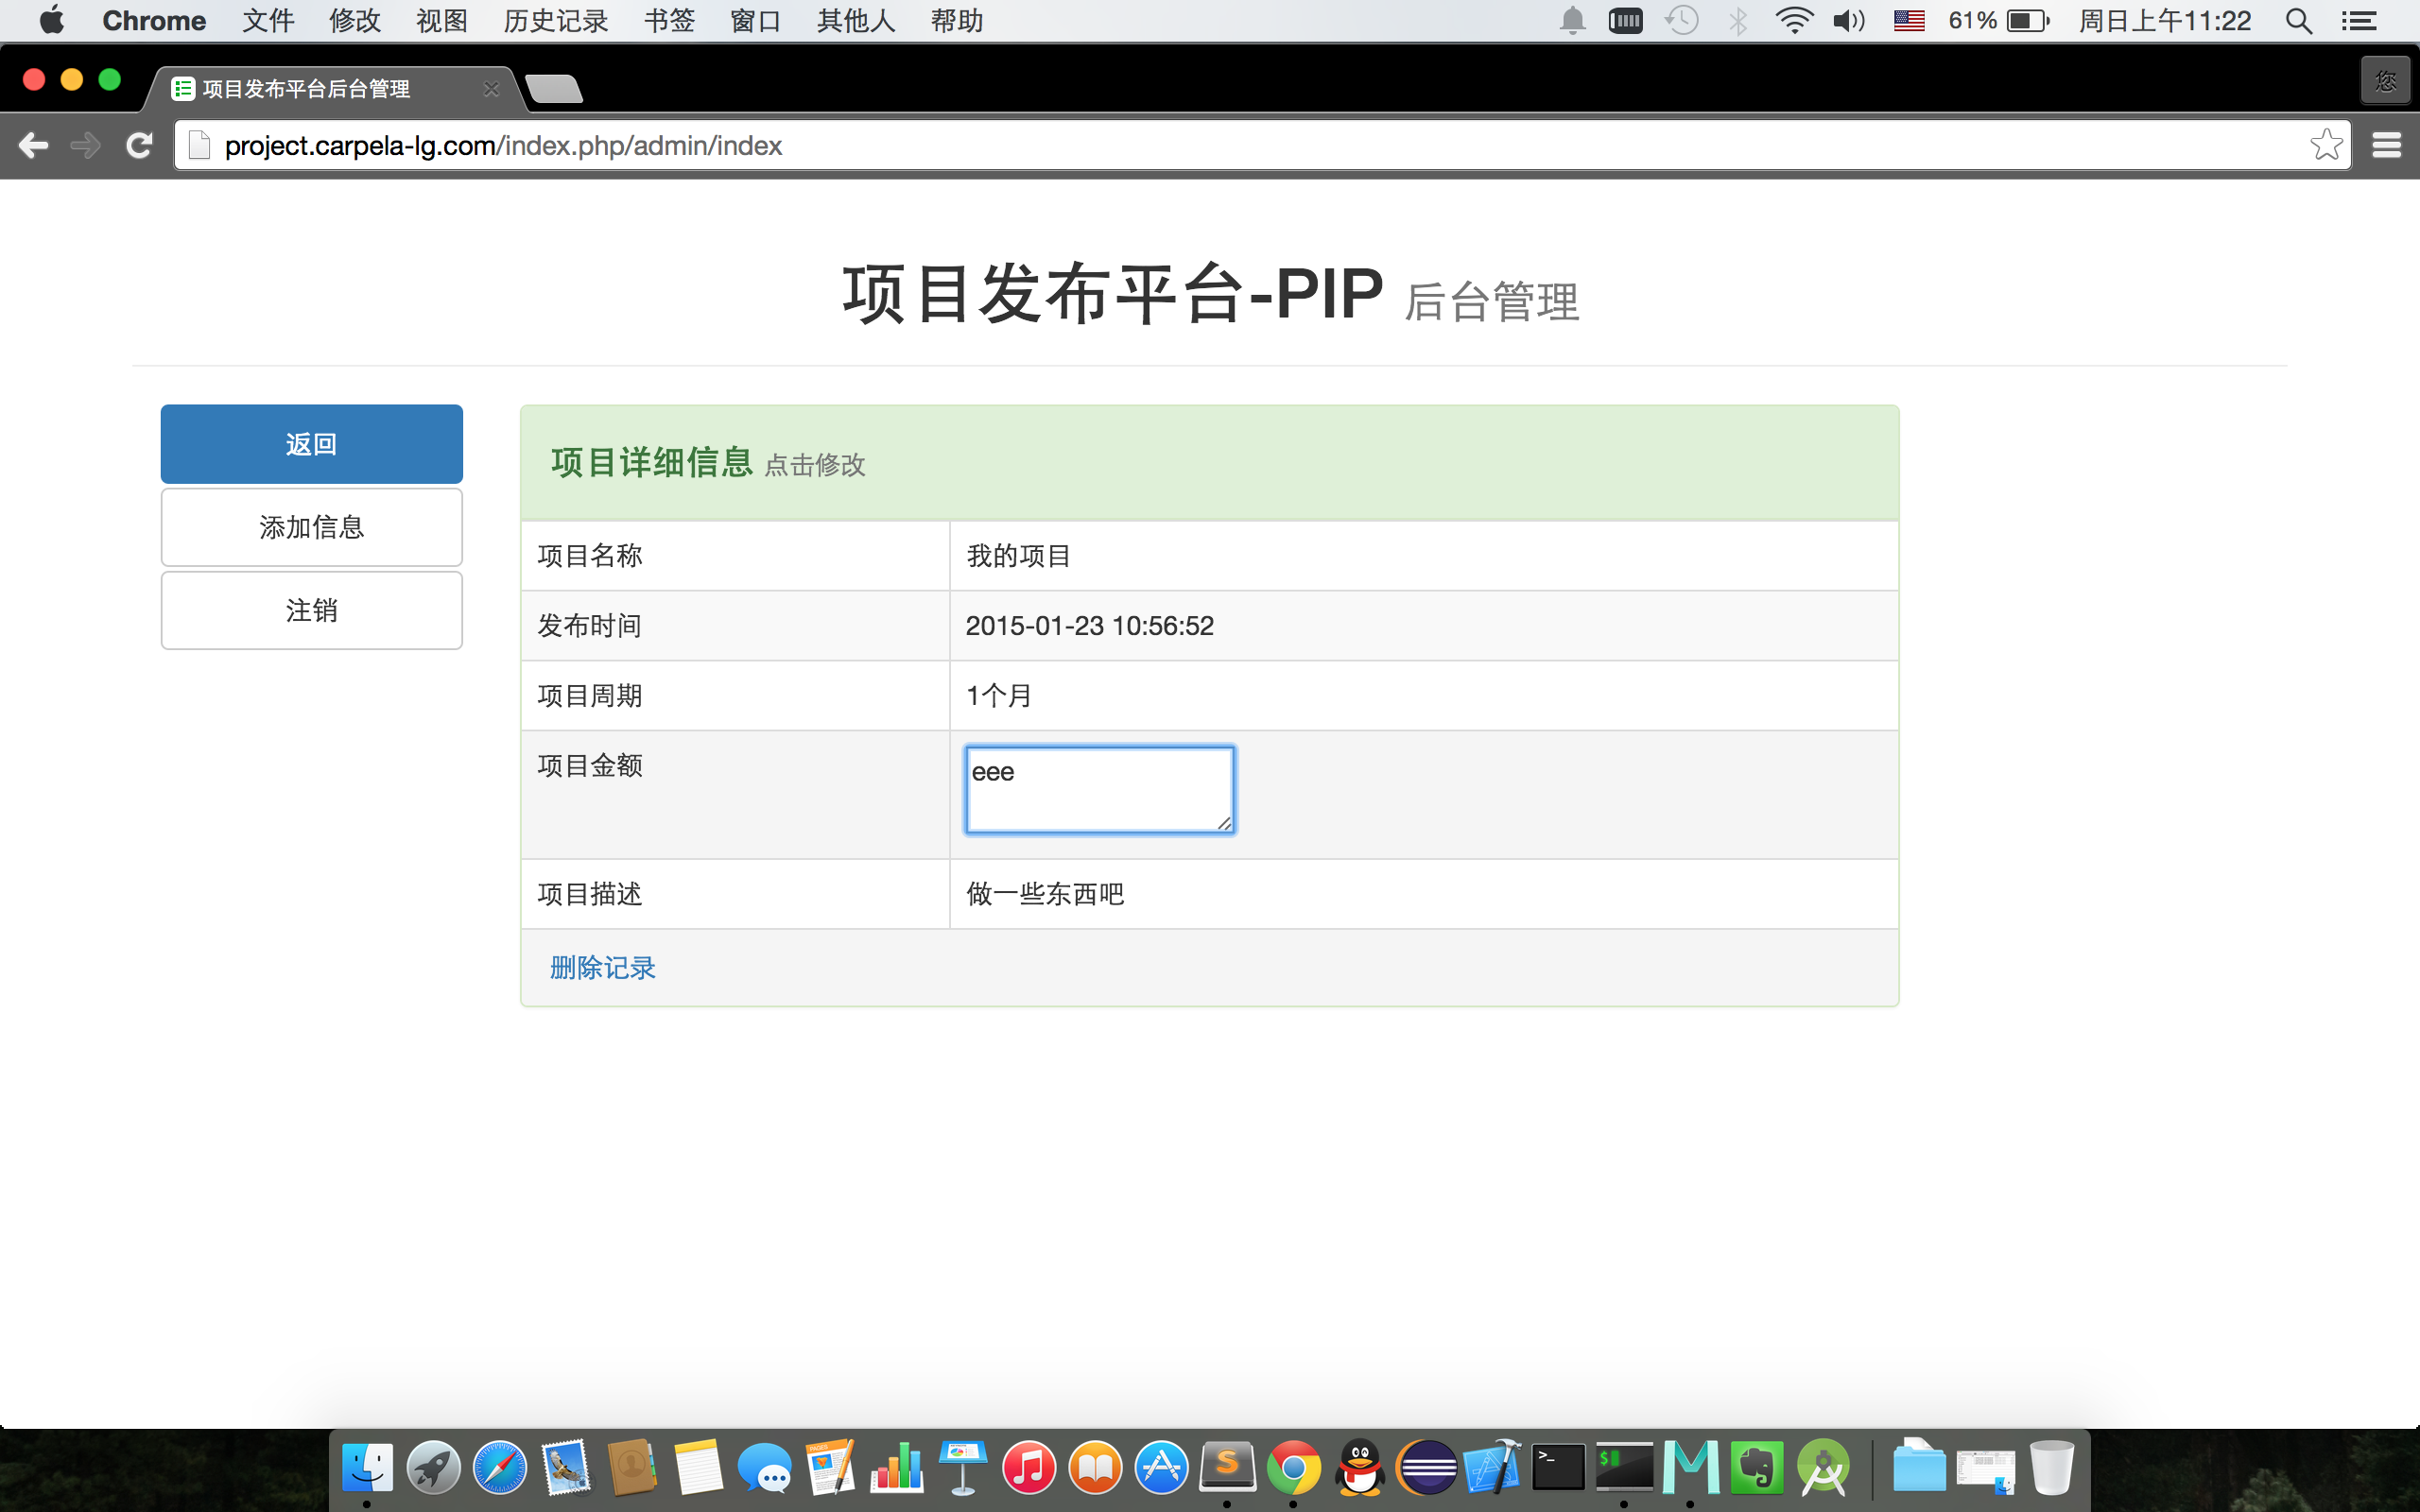 Chrome 文件 修改 视图 历史记录 书签 窗口 其他人 帮助 61% 周日上午11:22
项目发布平台后台管理 您
project.carpela-lg.com/index.php/admin/index
项目发布平台-PIP 后台管理
返回
添加信息
注销
项目详细信息 点击修改
项目名称 我的项目
发布时间 2015-01-23 10:56:52
项目周期 1个月
项目金额 eee
项目描述 做一些东西吧
删除记录